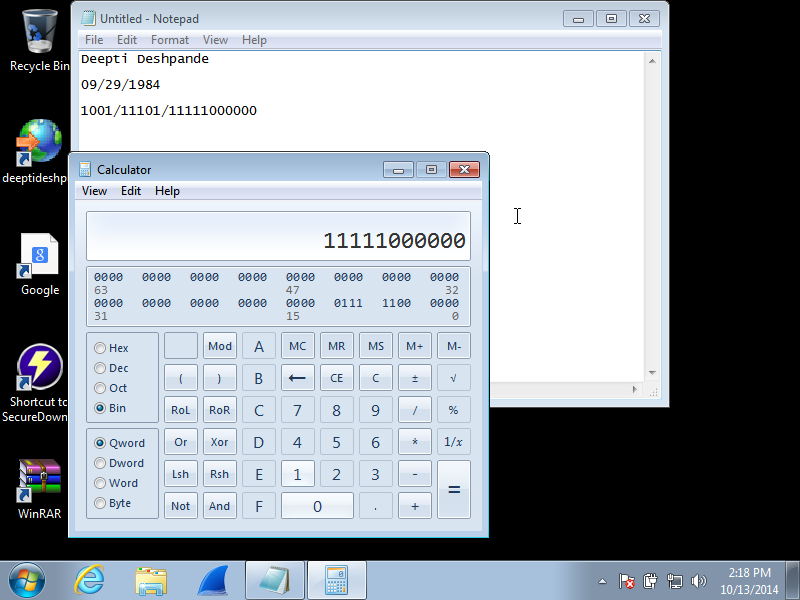 Recycle Bin
deeptideshp
Google
Shortcut to
SecureDown
WinRAR
Untitled - Notepad
File Edit Format View Help
Deepti Deshpande
09/29/1984
1001/11101/11111000000
Calculator
View Edit Help
11111000000
0000 0000 0000 0000 0000 0000 0000 0000
63 47 32
0000 0000 0000 0000 0000 0111 1100 0000
31 15 0
Hex
Dec
Oct
Bin
Qword
Dword
Word
Byte
Mod A MC MR MS M+ M-
( ) B ← CE C ± √
RoL RoR C 7 8 9 / %
Or Xor D 4 5 6 * 1/x
Lsh Rsh E 1 2 3 - =
Not And F 0 . +
2:18 PM
10/13/2014